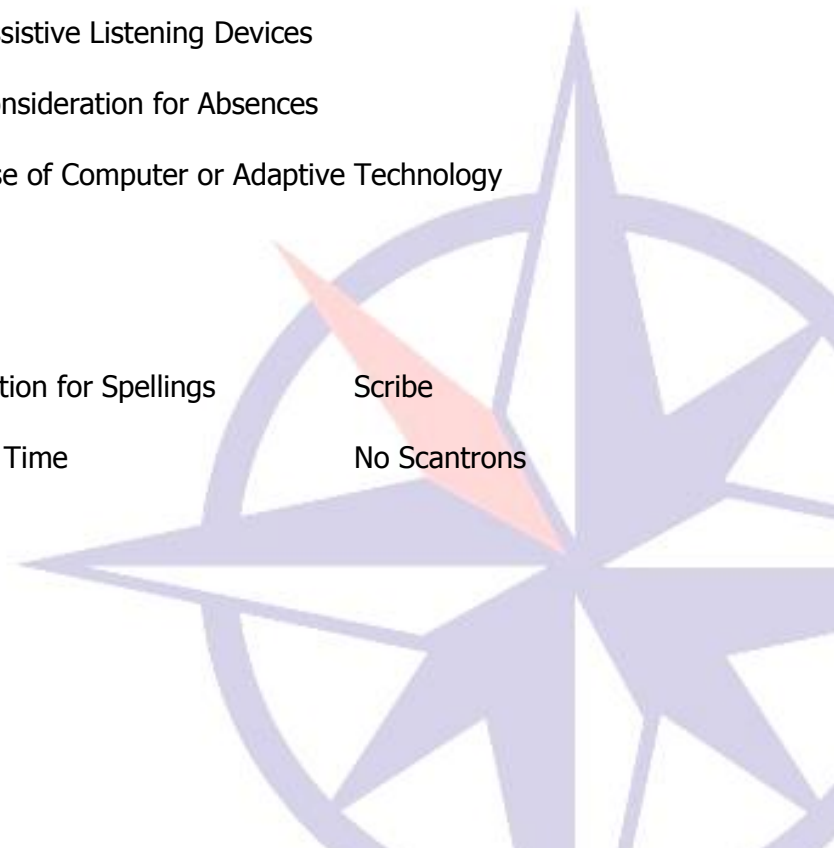 sistive Listening Devices
nsideration for Absences
se of Computer or Adaptive Technology
tion for Spellings Scribe
Time No Scantrons